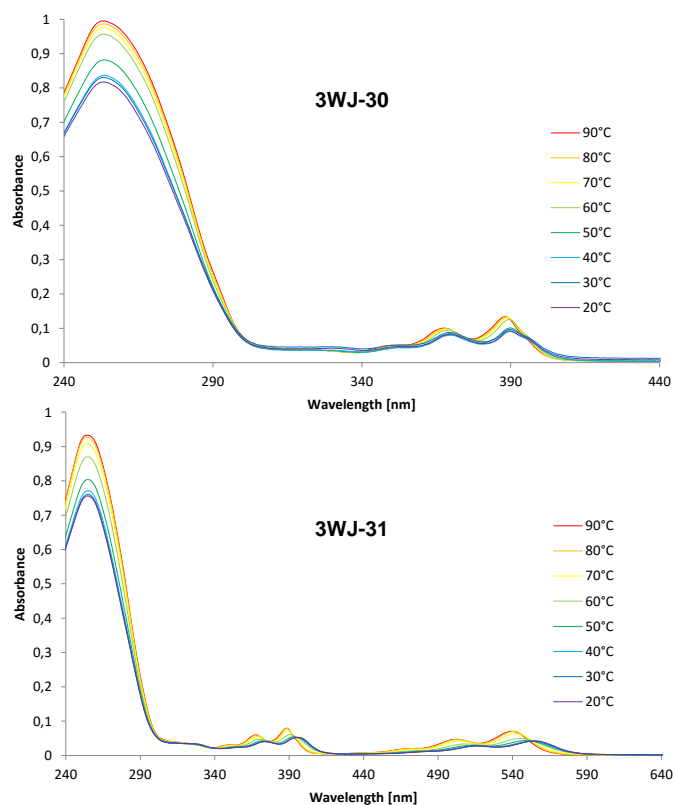 1
0,9
0,8
0,7
0,6
0,5
0,4
0,3
0,2
0,1
0
Absorbance
3WJ-30
90°C
80°C
70°C
60°C
50°C
40°C
30°C
20°C
240 290 340 390 440
Wavelength [nm]
1
0,9
0,8
0,7
0,6
0,5
0,4
0,3
0,2
0,1
0
Absorbance
3WJ-31
90°C
80°C
70°C
60°C
50°C
40°C
30°C
20°C
240 290 340 390 440 490 540 590 640
Wavelength [nm]